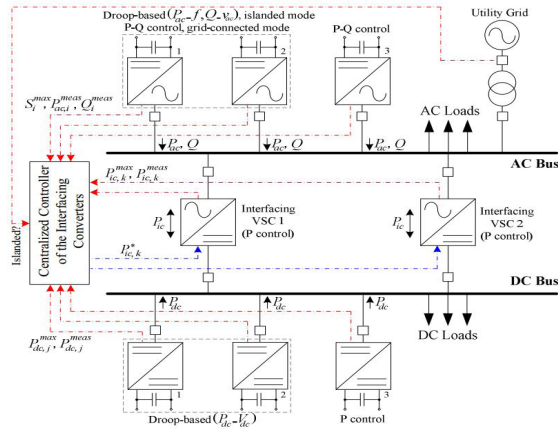 Droop-based (P_ac-f, Q-v_ac), islanded mode
P-Q control, grid-connected mode
P-Q control
Utility Grid
1
2
3
S_i^max, P_ac,i^meas, Q_i^meas
AC Loads
P_ac, Q
P_ac, Q
P_ac, Q
AC Bus
P_ic,k^max, P_ic,k^meas
Islanded?
Centralized Controller
of the Interfacing
Converters
P_ic
Interfacing
VSC 1
(P control)
P_ic
Interfacing
VSC 2
(P control)
P_ic,k^*
DC Bus
P_dc
P_dc
P_dc
P_dc,j^max, P_dc,j^meas
DC Loads
1
2
3
Droop-based (P_dc-V_dc)
P control